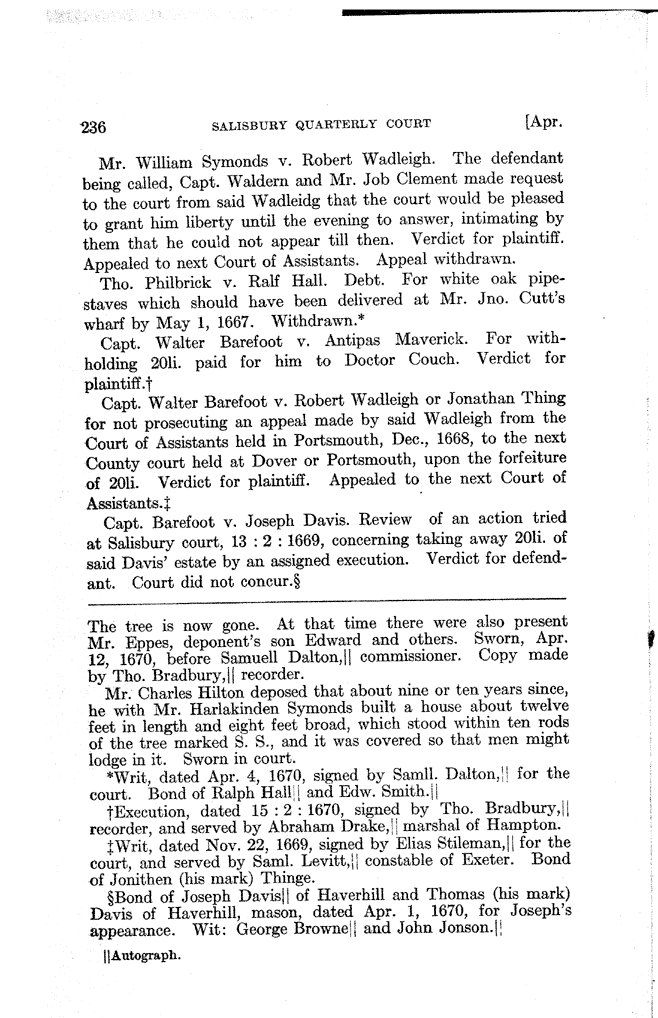 236 SALISBURY QUARTERLY COURT [Apr.
Mr. William Symonds v. Robert Wadleigh. The defendant
being called, Capt. Waldern and Mr. Job Clement made request
to the court from said Wadleidg that the court would be pleased
to grant him liberty until the evening to answer, intimating by
them that he could not appear till then. Verdict for plaintiff.
Appealed to next Court of Assistants. Appeal withdrawn.
Tho. Philbrick v. Ralf Hall. Debt. For white oak pipe-
staves which should have been delivered at Mr. Jno. Cutt's
wharf by May 1, 1667. Withdrawn.*
Capt. Walter Barefoot v. Antipas Maverick. For with-
holding 20li. paid for him to Doctor Couch. Verdict for
plaintiff.†
Capt. Walter Barefoot v. Robert Wadleigh or Jonathan Thing
for not prosecuting an appeal made by said Wadleigh from the
Court of Assistants held in Portsmouth, Dec., 1668, to the next
County court held at Dover or Portsmouth, upon the forfeiture
of 20li. Verdict for plaintiff. Appealed to the next Court of
Assistants.‡
Capt. Barefoot v. Joseph Davis. Review of an action tried
at Salisbury court, 13 : 2 : 1669, concerning taking away 20li. of
said Davis' estate by an assigned execution. Verdict for defend-
ant. Court did not concur.§
The tree is now gone. At that time there were also present
Mr. Eppes, deponent's son Edward and others. Sworn, Apr.
12, 1670, before Samuell Dalton,|| commissioner. Copy made
by Tho. Bradbury,|| recorder.
Mr. Charles Hilton deposed that about nine or ten years since,
he with Mr. Harlakinden Symonds built a house about twelve
feet in length and eight feet broad, which stood within ten rods
of the tree marked S. S., and it was covered so that men might
lodge in it. Sworn in court.
*Writ, dated Apr. 4, 1670, signed by Samll. Dalton,|| for the
court. Bond of Ralph Hall|| and Edw. Smith.||
†Execution, dated 15 : 2 : 1670, signed by Tho. Bradbury,||
recorder, and served by Abraham Drake,|| marshal of Hampton.
‡Writ, dated Nov. 22, 1669, signed by Elias Stileman,|| for the
court, and served by Saml. Levitt,|| constable of Exeter. Bond
of Jonithen (his mark) Thinge.
§Bond of Joseph Davis|| of Haverhill and Thomas (his mark)
Davis of Haverhill, mason, dated Apr. 1, 1670, for Joseph's
appearance. Wit: George Browne|| and John Jonson.||
||Autograph.